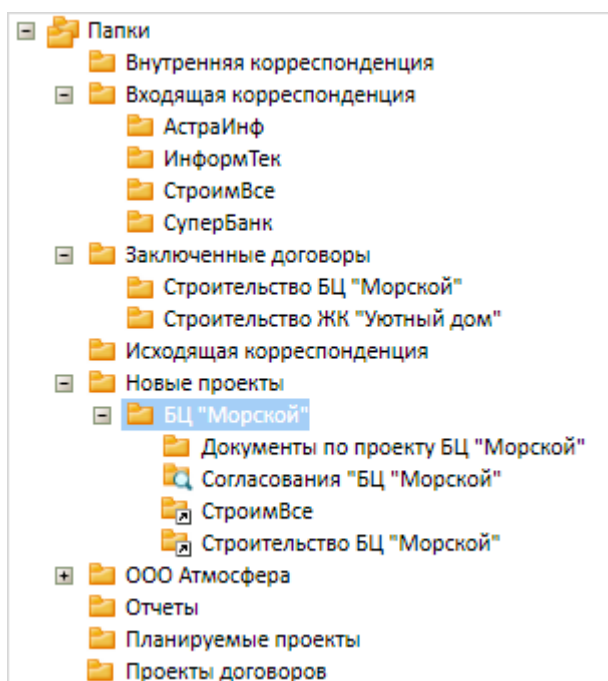 Папки
Внутренняя корреспонденция
Входящая корреспонденция
АстраИнф
ИнформТек
СтроимВсе
СуперБанк
Заключенные договоры
Строительство БЦ "Морской"
Строительство ЖК "Уютный дом"
Исходящая корреспонденция
Новые проекты
БЦ "Морской"
Документы по проекту БЦ "Морской"
Согласования "БЦ "Морской"
СтроимВсе
Строительство БЦ "Морской"
ООО Атмосфера
Отчеты
Планируемые проекты
Проекты договоров